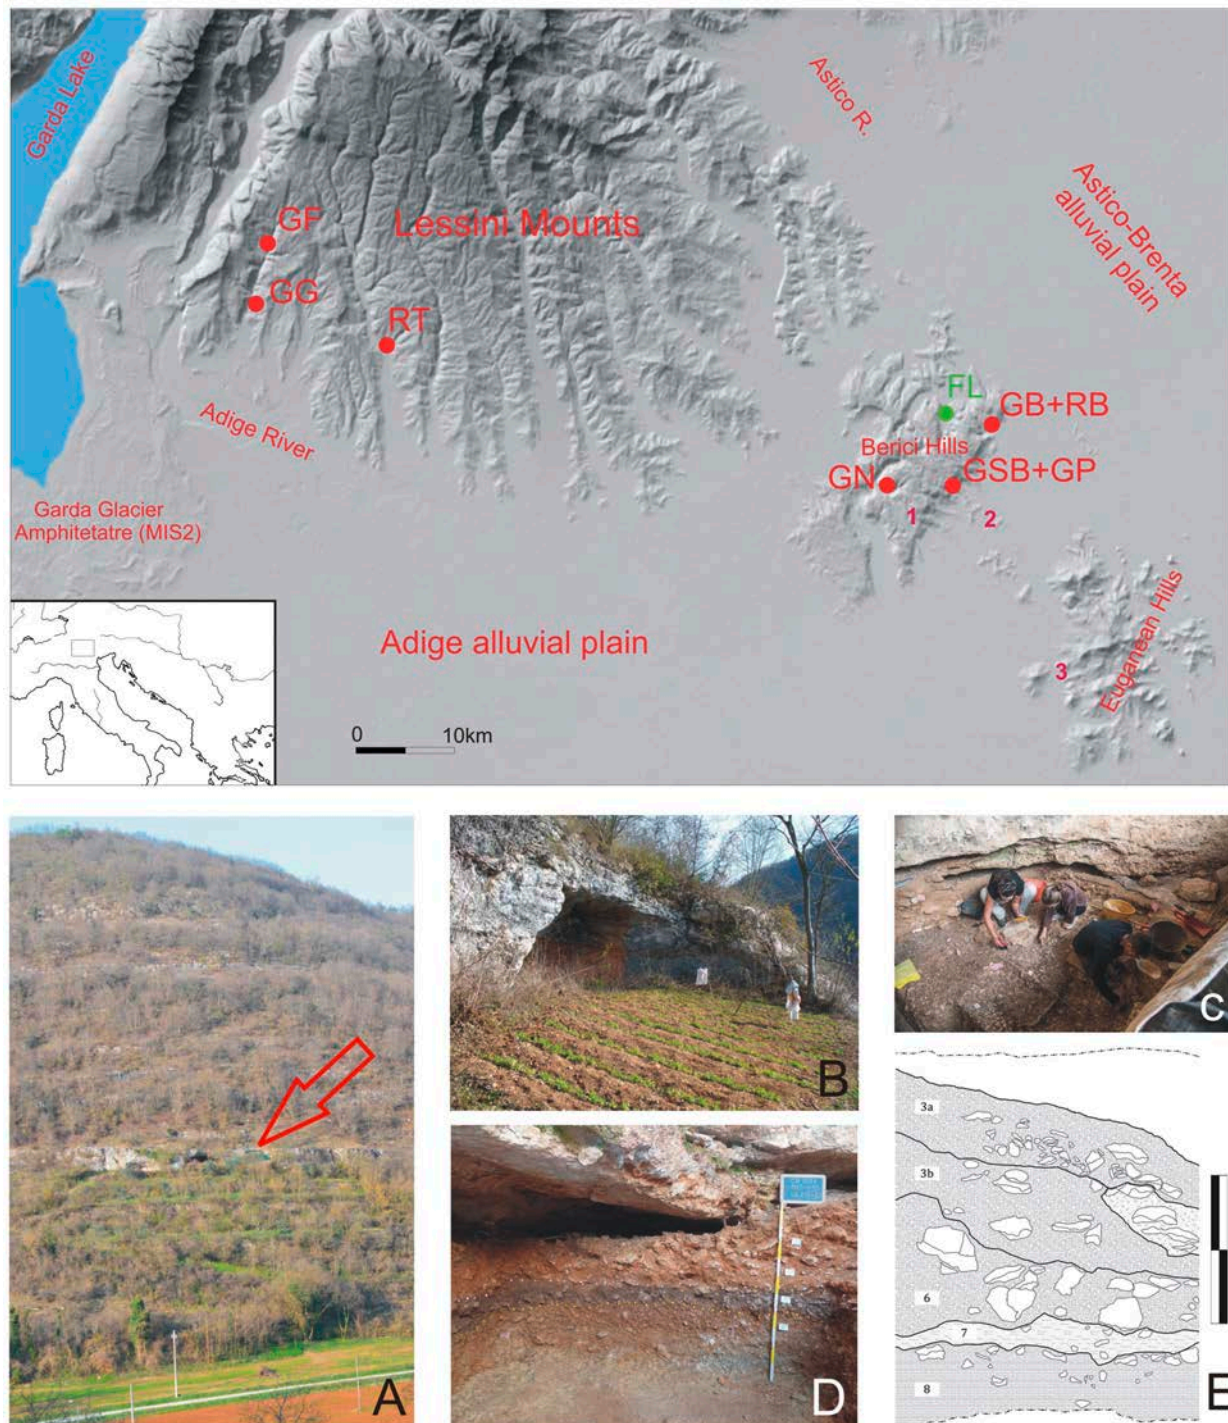 Garda Lake
Astico R.
Astico-Brenta
alluvial plain
GF
Lessini Mounts
GG
RT
FL
GB+RB
Adige River
Berici Hills
GN
GSB+GP
Garda Glacier
Amphitetatre (MIS2)
1
2
Euganean Hills
3
Adige alluvial plain
0
10km
A
B
C
D
3a
3b
6
7
8
E